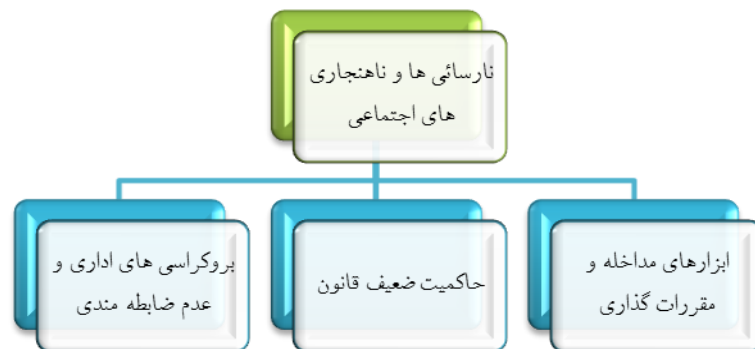 نارسائی ها و ناهنجاری
های اجتماعی
ابزارهای مداخله و
مقررات گذاری
حاکمیت ضعیف قانون
بروکراسی های اداری و
عدم ضابطه مندی